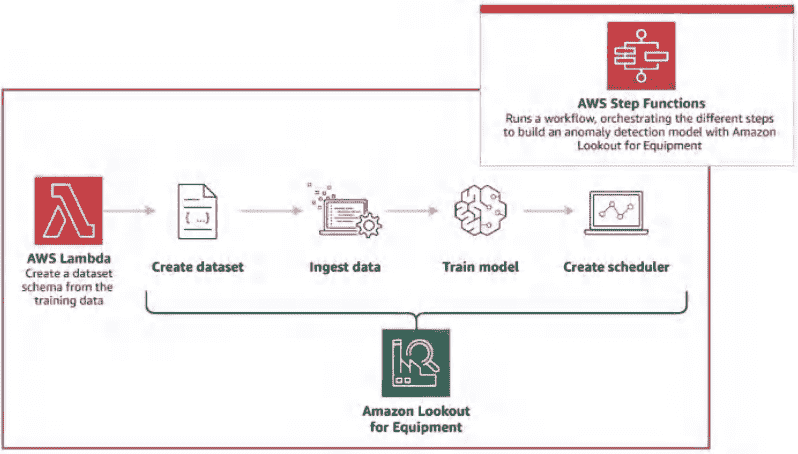 AWS Step Functions
Runs a workflow, orchestrating the different steps
to build an anomaly detection model with Amazon
Lookout for Equipment
{ ...}
AWS Lambda
Create a dataset
schema from the
training data
Create dataset
Ingest data
Train model
Create scheduler
Amazon Lookout
for Equipment